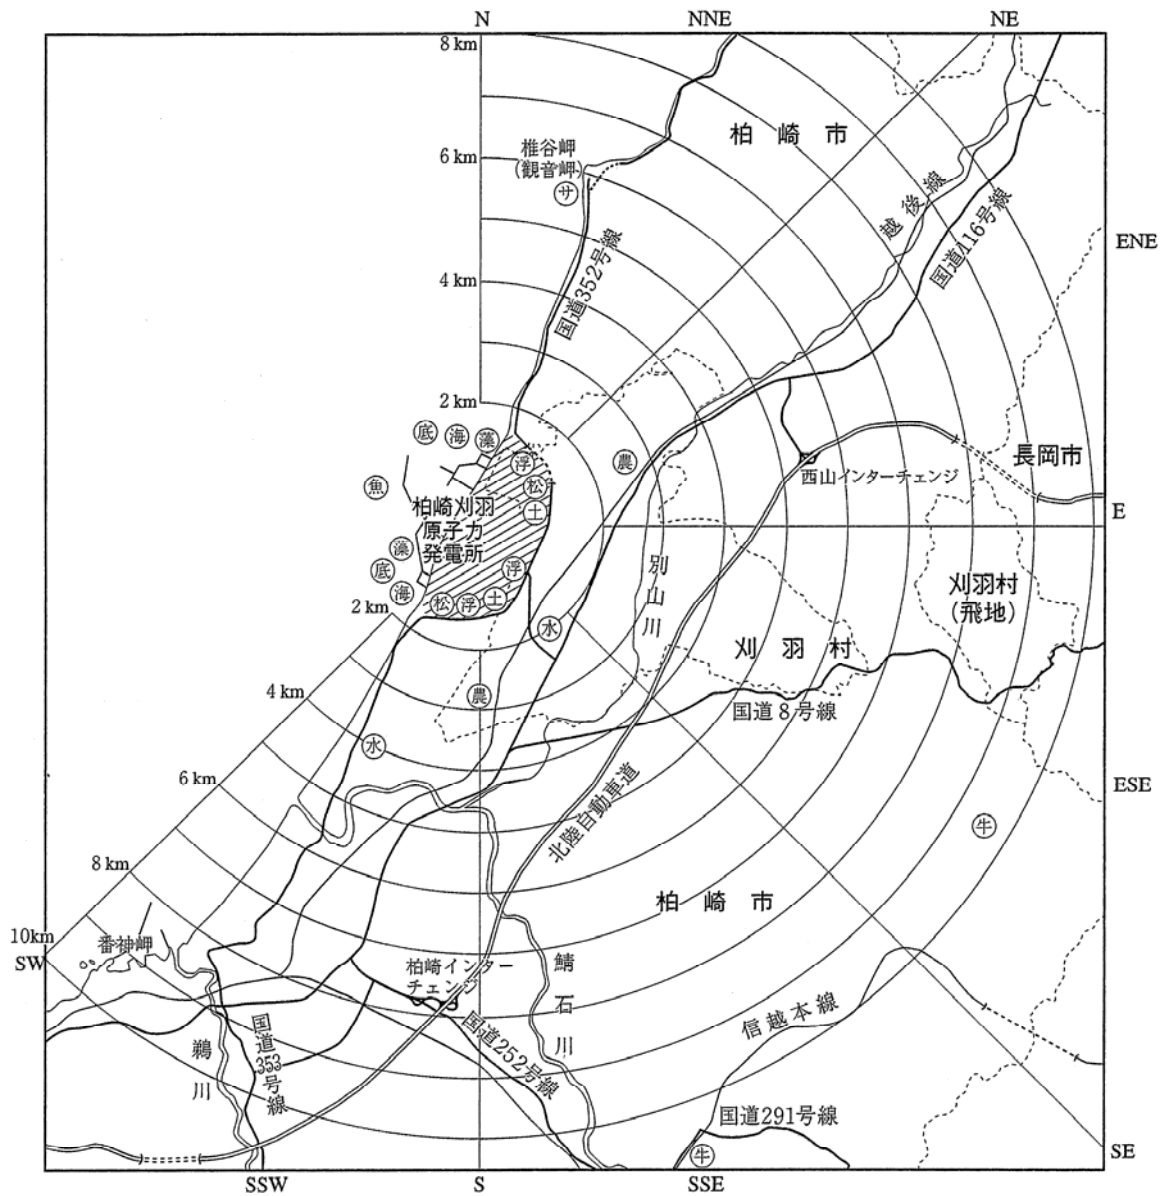 N
NNE
NE
8 km
柏崎市
椎谷岬
(観音岬)
6 km
サ
越後線
国道116号線
ENE
国道352号線
4 km
2 km
底
海
藻
浮
農
松
魚
土
柏崎刈羽
原子力
発電所
西山インターチェンジ
長岡市
E
藻
底
海
浮
松
浮
土
2 km
水
別山川
刈羽村
刈羽村
(飛地)
4 km
農
国道8号線
水
6 km
北陸自動車道
ESE
牛
8 km
柏崎市
10km
SW
番神岬
柏崎インター
チェンジ
鯖石川
信越本線
国道353号線
鵜川
国道252号線
国道291号線
牛
SE
SSW
S
SSE